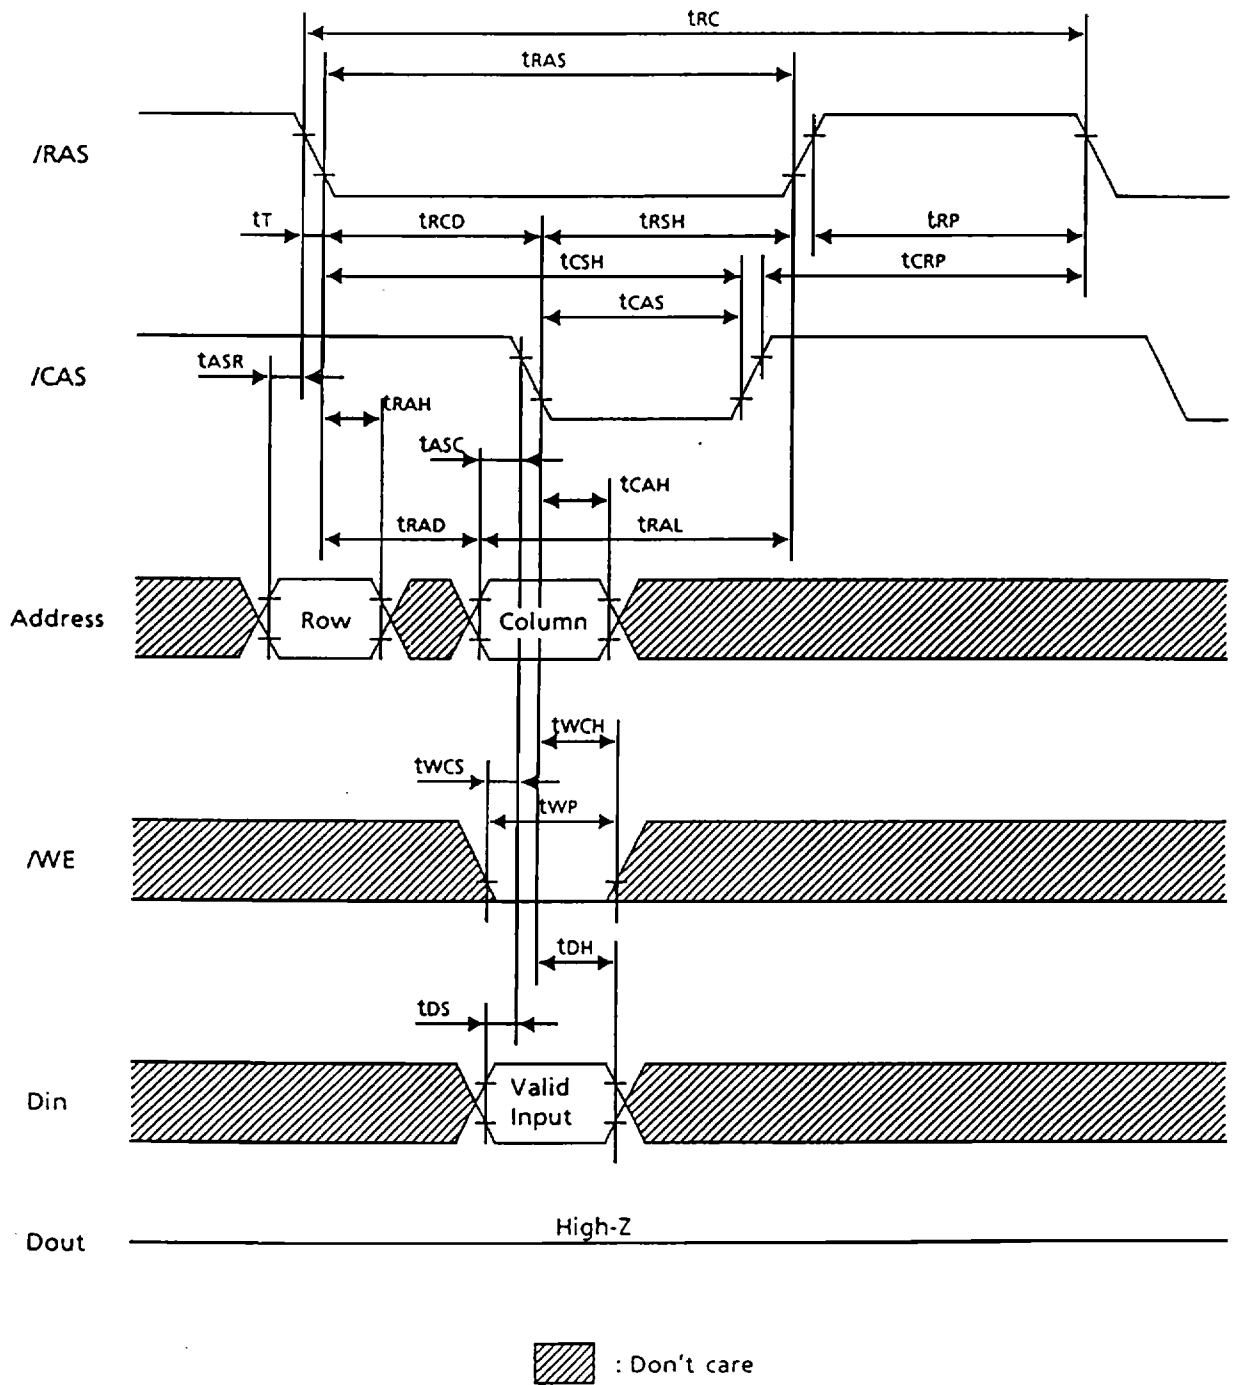 tRC
tRAS
/RAS
tT
tRCD
tRSH
tRP
tCSH
tCRP
tCAS
/CAS
tASR
tRAH
tASC
tCAH
tRAD
tRAL
Address
Row
Column
tWCH
tWCS
tWP
/WE
tDH
tDS
Din
Valid
Input
Dout
High-Z
: Don't care